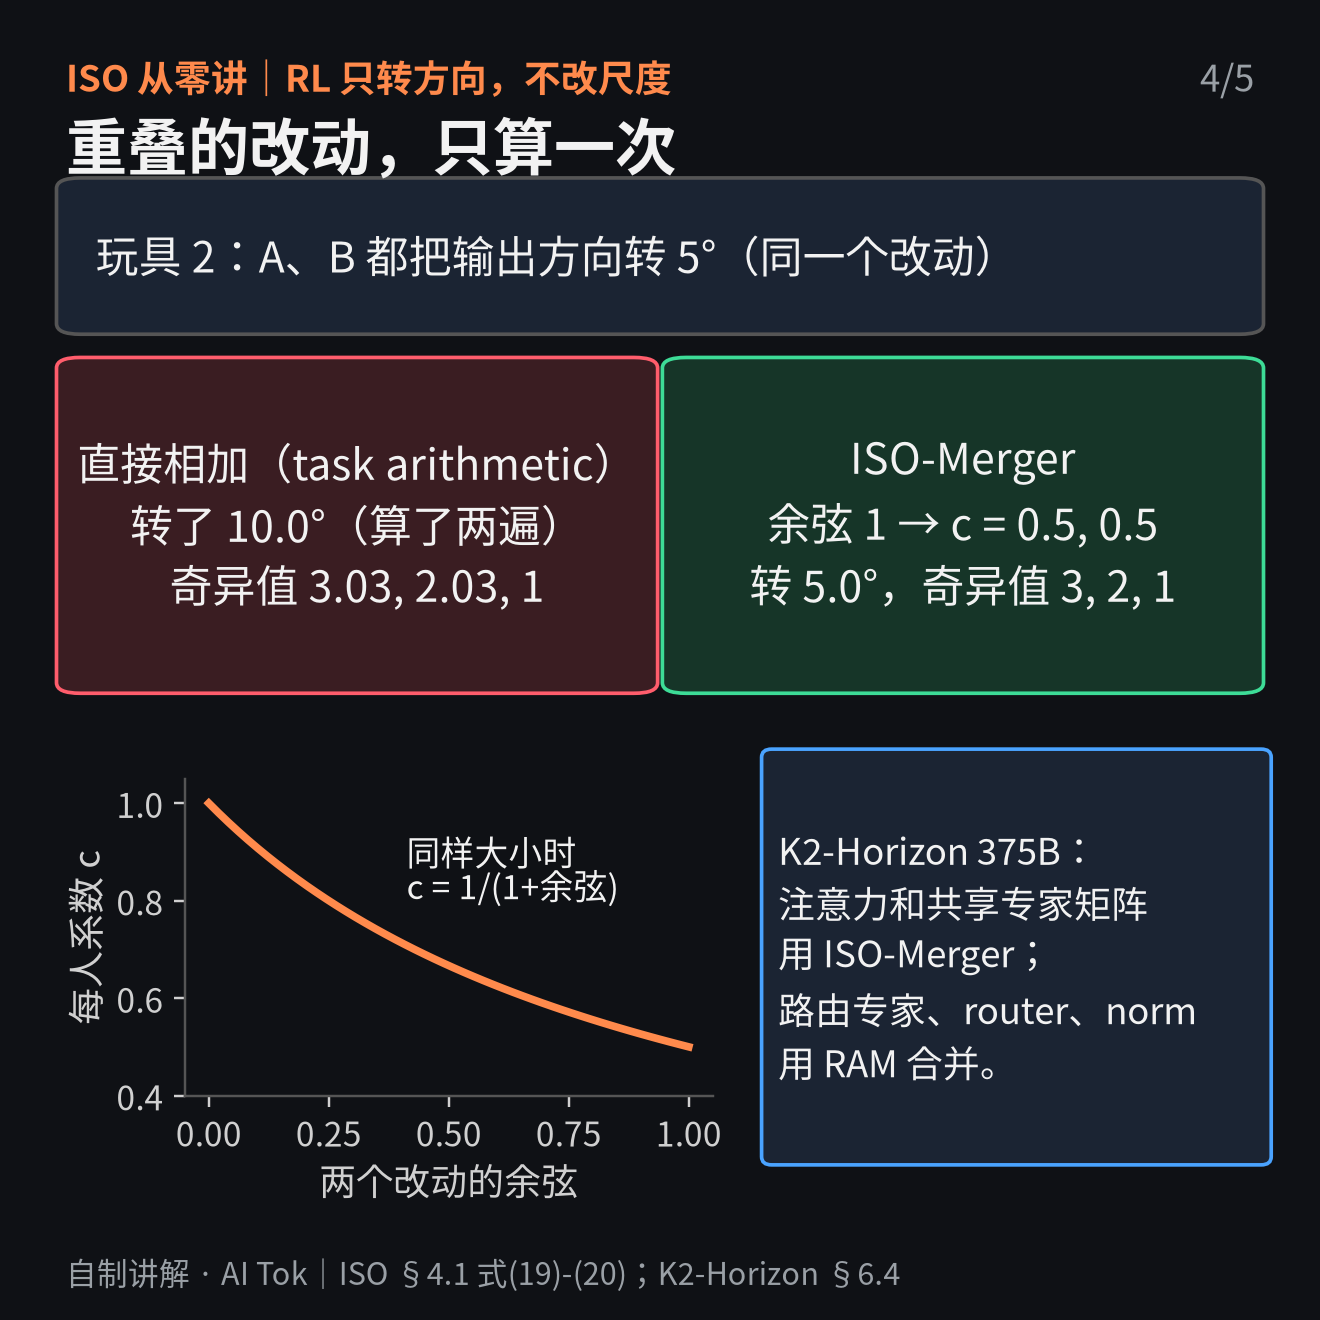 ISO 从零讲｜RL 只转方向，不改尺度
4/5
重叠的改动，只算一次
玩具 2：A、B 都把输出方向转 5°（同一个改动）
直接相加（task arithmetic）
转了 10.0°（算了两遍）
奇异值 3.03, 2.03, 1
ISO-Merger
余弦 1 → c = 0.5, 0.5
转 5.0°，奇异值 3, 2, 1
每人系数 c
1.0
0.8
0.6
0.4
同样大小时
c = 1/(1+余弦)
0.00 0.25 0.50 0.75 1.00
两个改动的余弦
K2-Horizon 375B：
注意力和共享专家矩阵
用 ISO-Merger；
路由专家、router、norm
用 RAM 合并。
自制讲解 · AI Tok｜ISO §4.1 式(19)-(20)；K2-Horizon §6.4